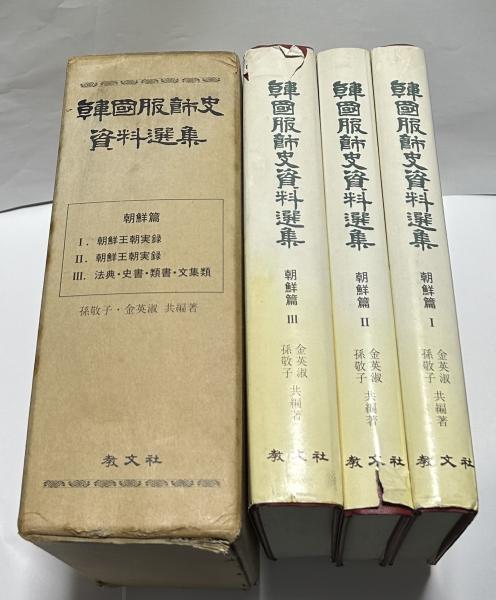 韓國服飾史
資料選集
朝鮮篇
I. 朝鮮王朝実録
II. 朝鮮王朝実録
III. 法典·史書·類書·文集類
孫敬子·金英淑 共編著
教文社
韓國服飾史資料選集
朝鮮篇 III
金英淑
孫敬子 共編著
教文社
韓國服飾史資料選集
朝鮮篇 II
金英淑
孫敬子 共編著
教文社
韓國服飾史資料選集
朝鮮篇 I
金英淑
孫敬子 共編著
教文社